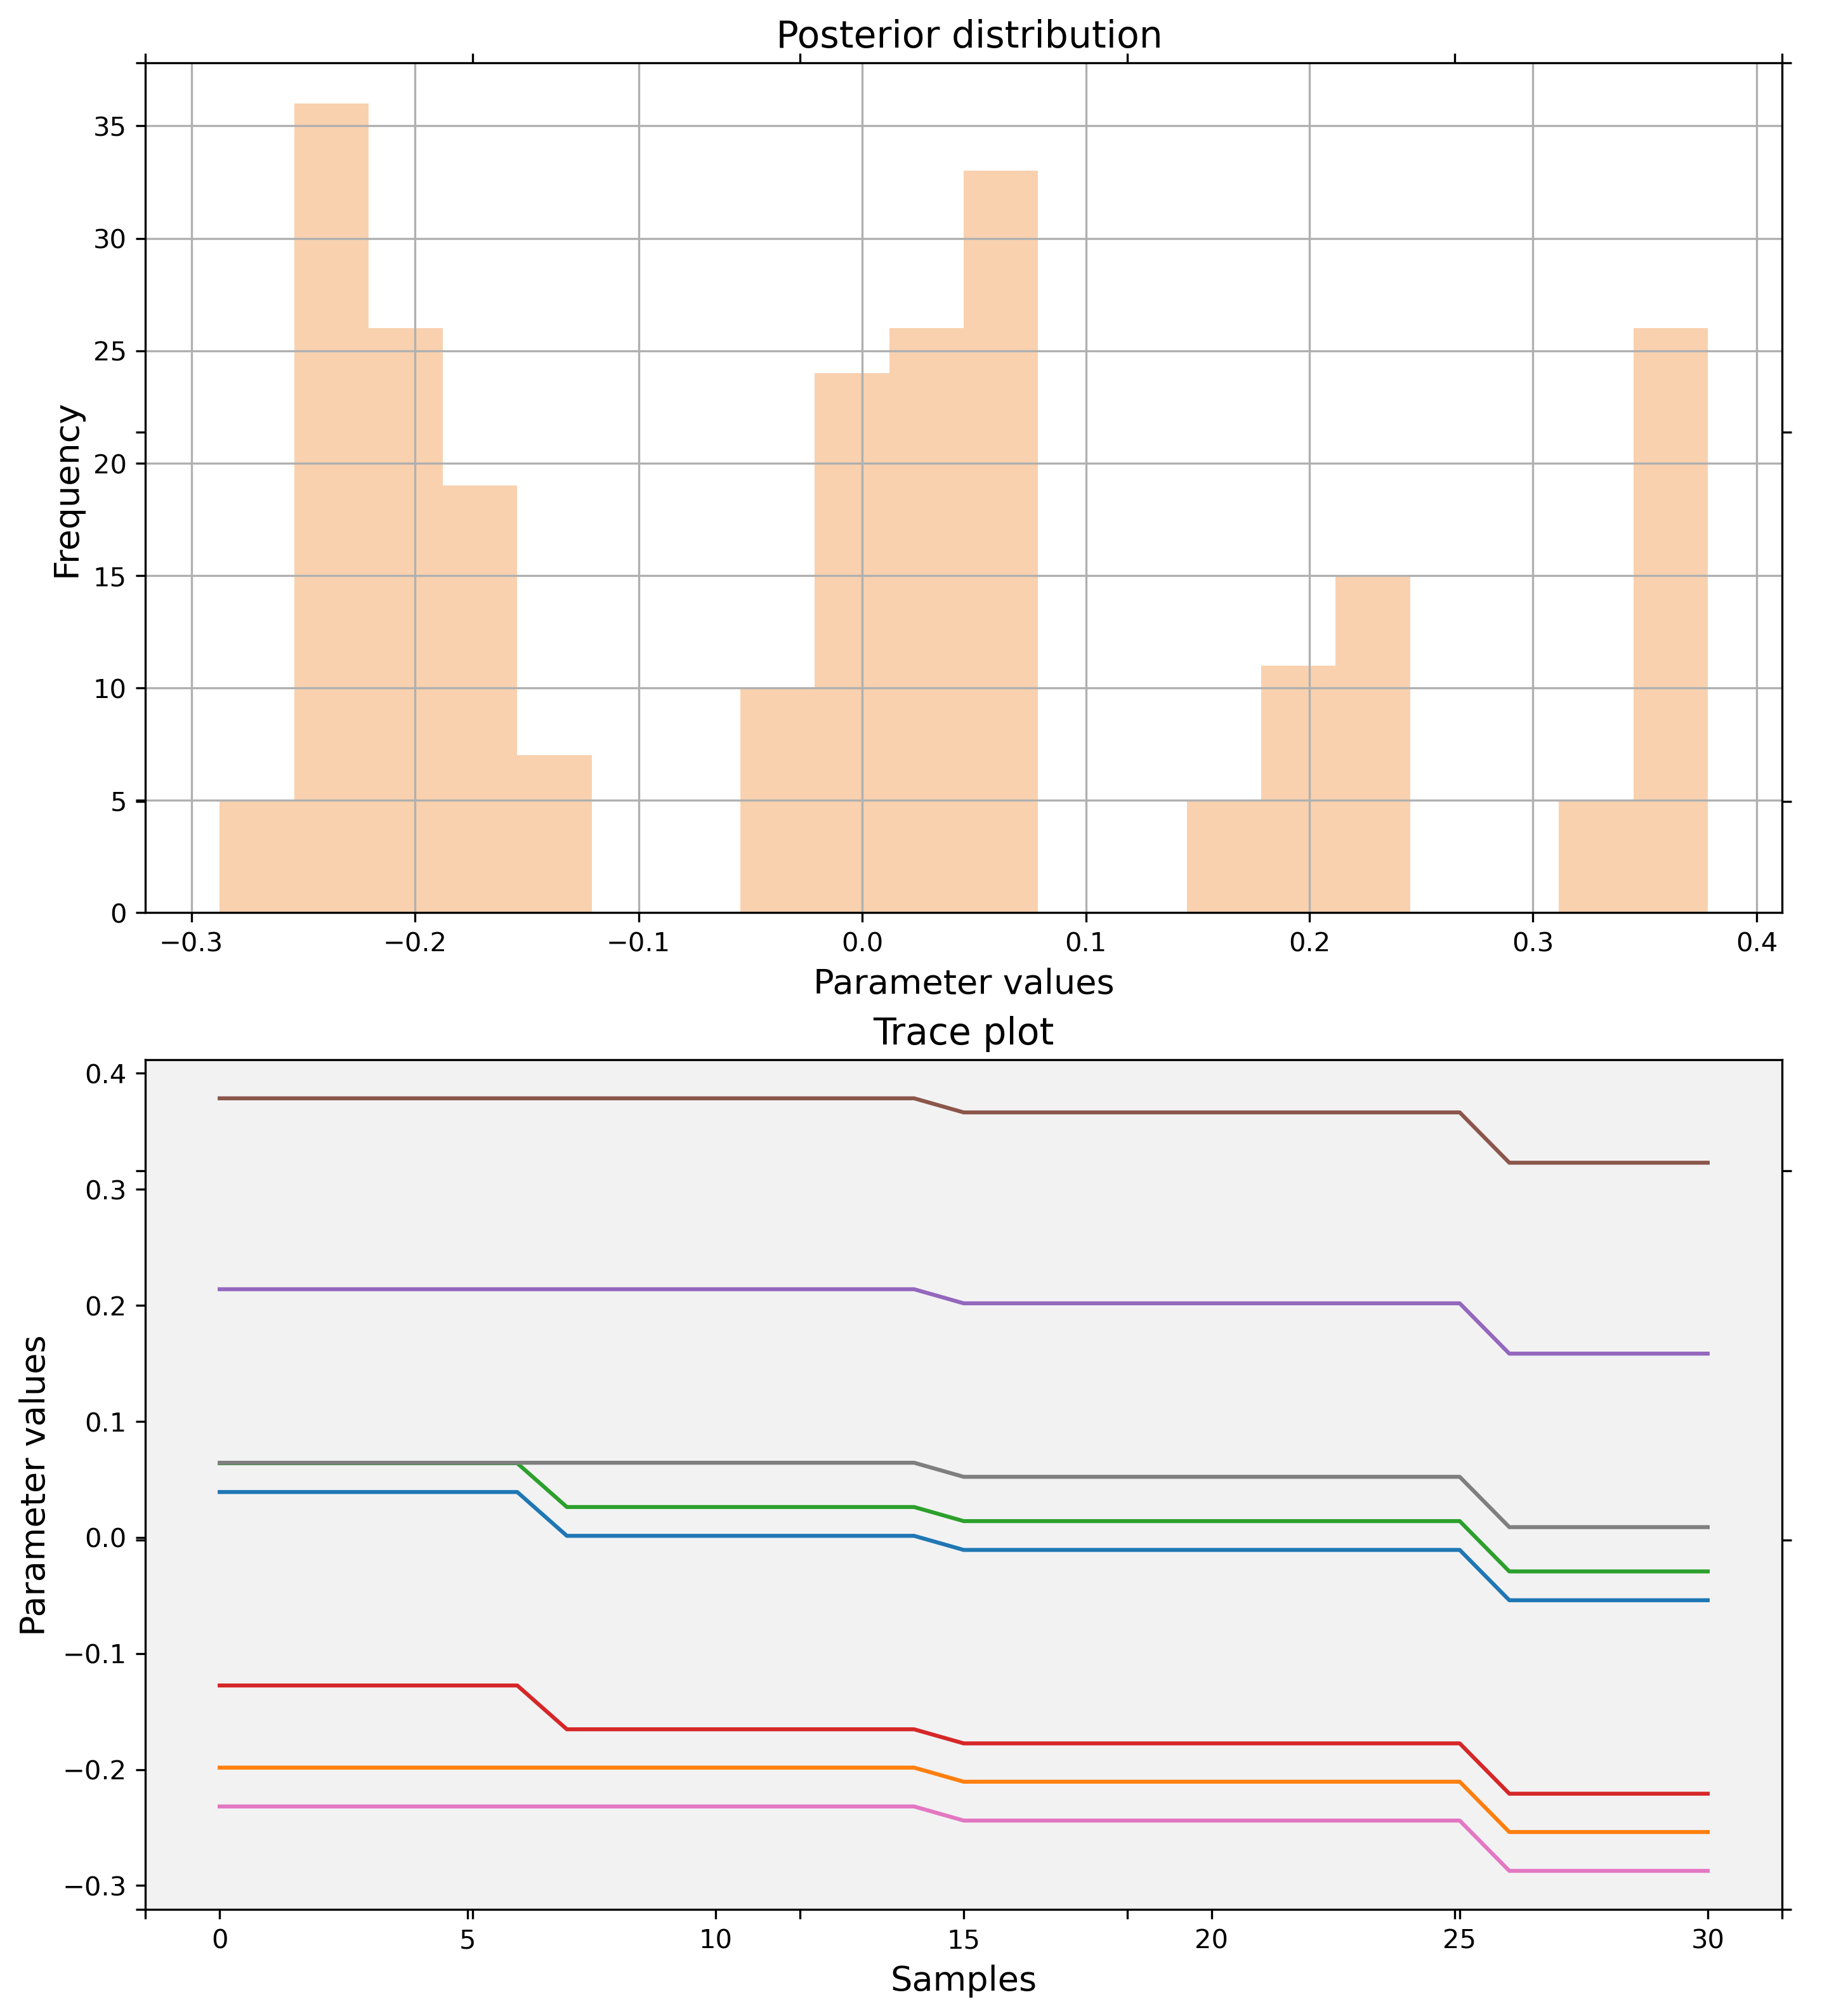 Posterior distribution
35
30
25
20
15
10
5
0
Frequency
−0.3 −0.2 −0.1 0.0 0.1 0.2 0.3 0.4
Parameter values
Trace plot
0.4
0.3
0.2
0.1
0.0
−0.1
−0.2
−0.3
Parameter values
0 5 10 15 20 25 30
Samples